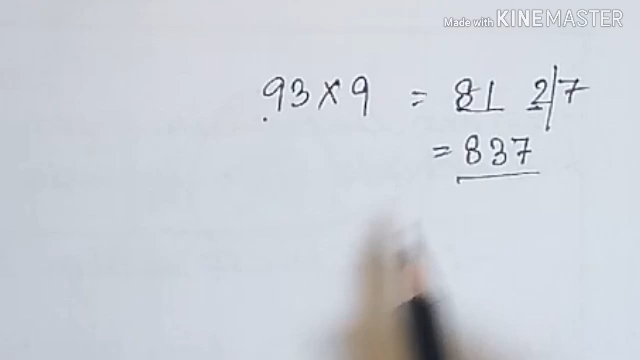 Made with KINEMASTER
93 × 9 = 81 2/7
= 837